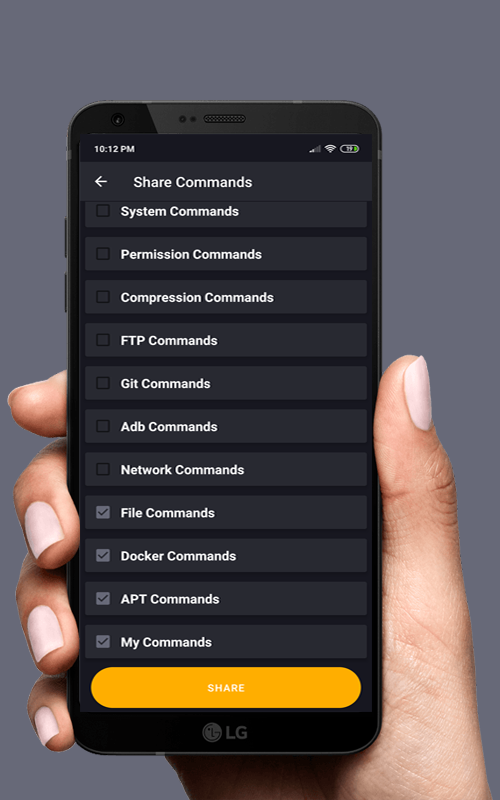 10:12 PM
19
Share Commands
System Commands
Permission Commands
Compression Commands
FTP Commands
Git Commands
Adb Commands
Network Commands
File Commands
Docker Commands
APT Commands
My Commands
SHARE
LG